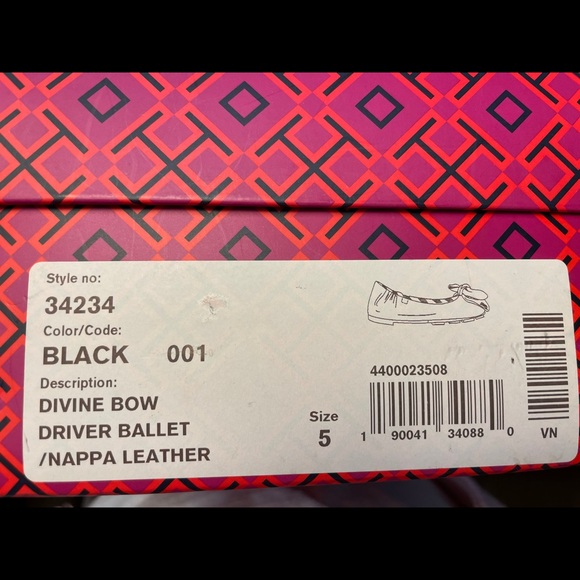 Style no:
34234
Color/Code:
BLACK 001
Description:
DIVINE BOW
DRIVER BALLET
/NAPPA LEATHER
Size
5
4400023508
1 90041 34088 0
VN